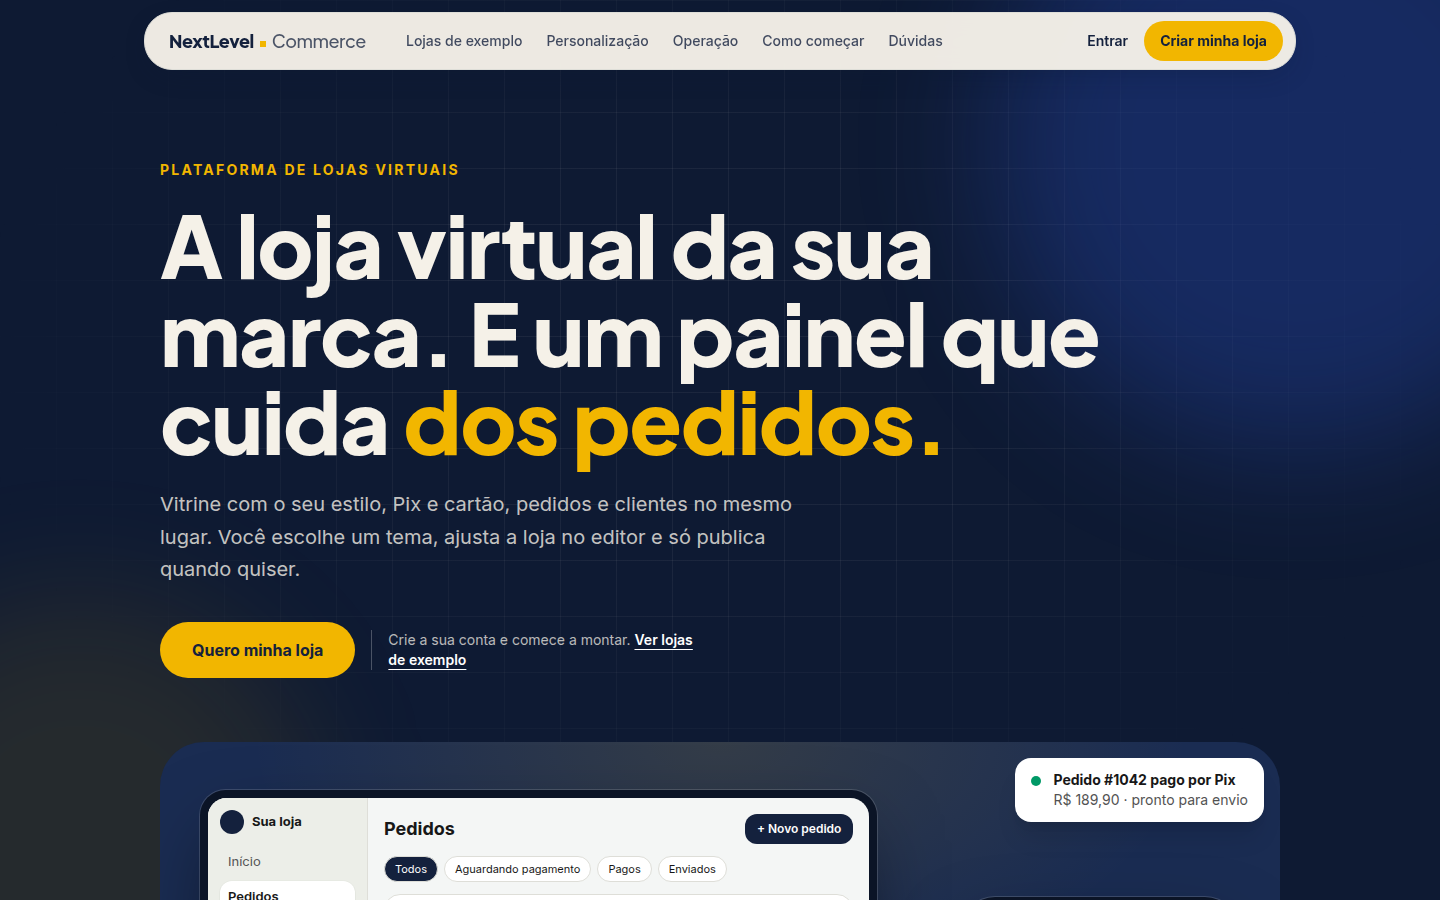 NextLevel Commerce
Lojas de exemplo
Personalização
Operação
Como começar
Dúvidas
Entrar
Criar minha loja
PLATAFORMA DE LOJAS VIRTUAIS
A loja virtual da sua
marca. E um painel que
cuida dos pedidos.
Vitrine com o seu estilo, Pix e cartão, pedidos e clientes no mesmo
lugar. Você escolhe um tema, ajusta a loja no editor e só publica
quando quiser.
Quero minha loja
Crie a sua conta e comece a montar. Ver lojas
de exemplo
Pedido #1042 pago por Pix
R$ 189,90 · pronto para envio
Sua loja
Início
Pedidos
Pedidos
+ Novo pedido
Todos
Aguardando pagamento
Pagos
Enviados